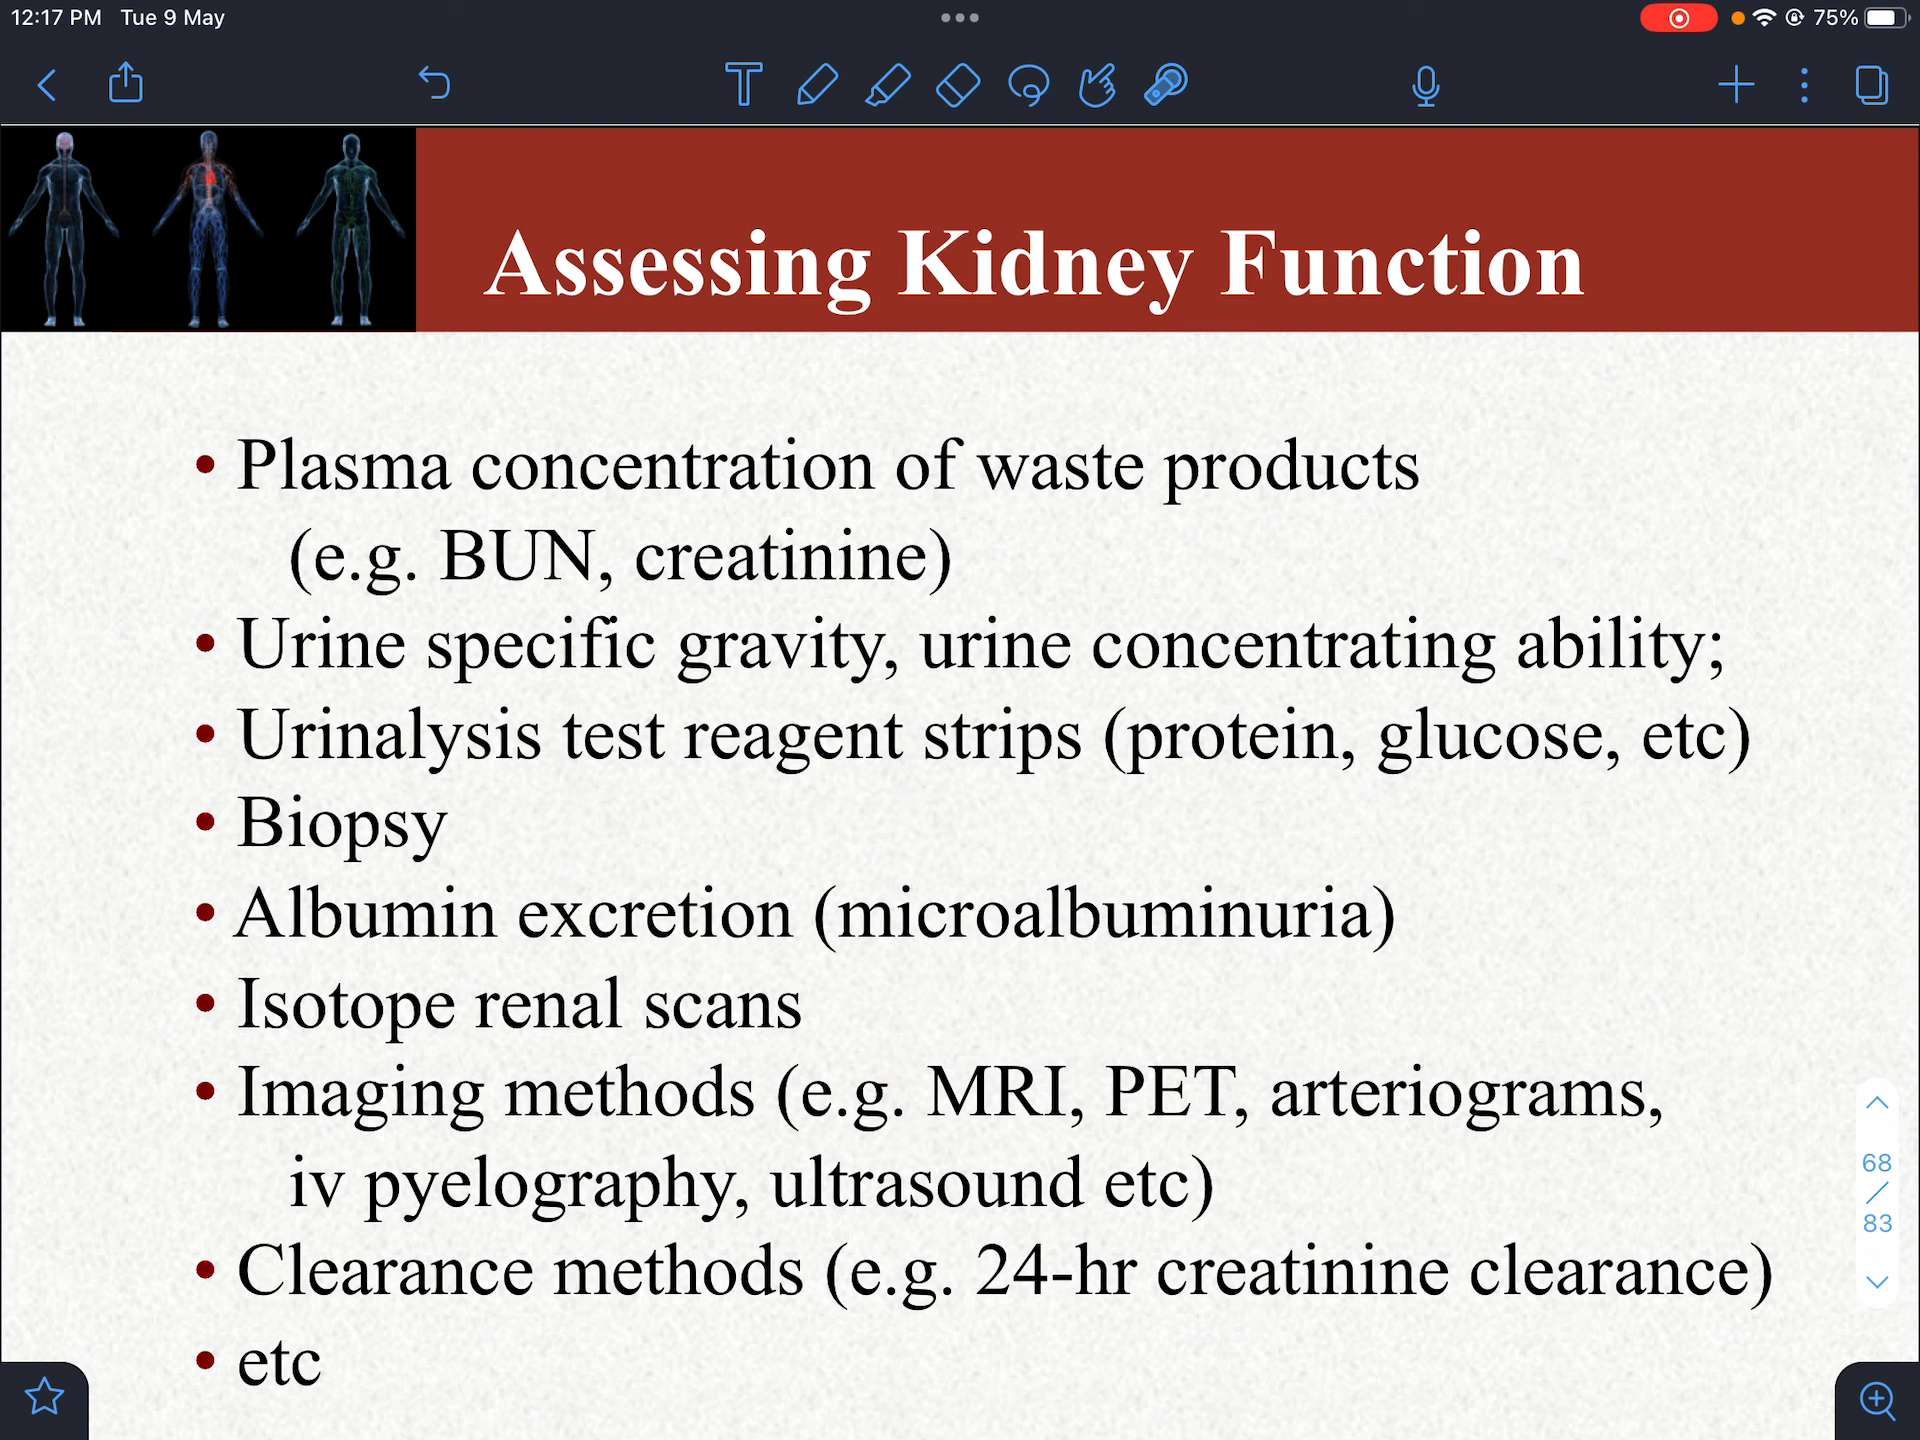 12:17 PM Tue 9 May
75%
Assessing Kidney Function
• Plasma concentration of waste products
(e.g. BUN, creatinine)
• Urine specific gravity, urine concentrating ability;
• Urinalysis test reagent strips (protein, glucose, etc)
• Biopsy
• Albumin excretion (microalbuminuria)
• Isotope renal scans
• Imaging methods (e.g. MRI, PET, arteriograms,
iv pyelography, ultrasound etc)
• Clearance methods (e.g. 24-hr creatinine clearance)
• etc
68
/
83